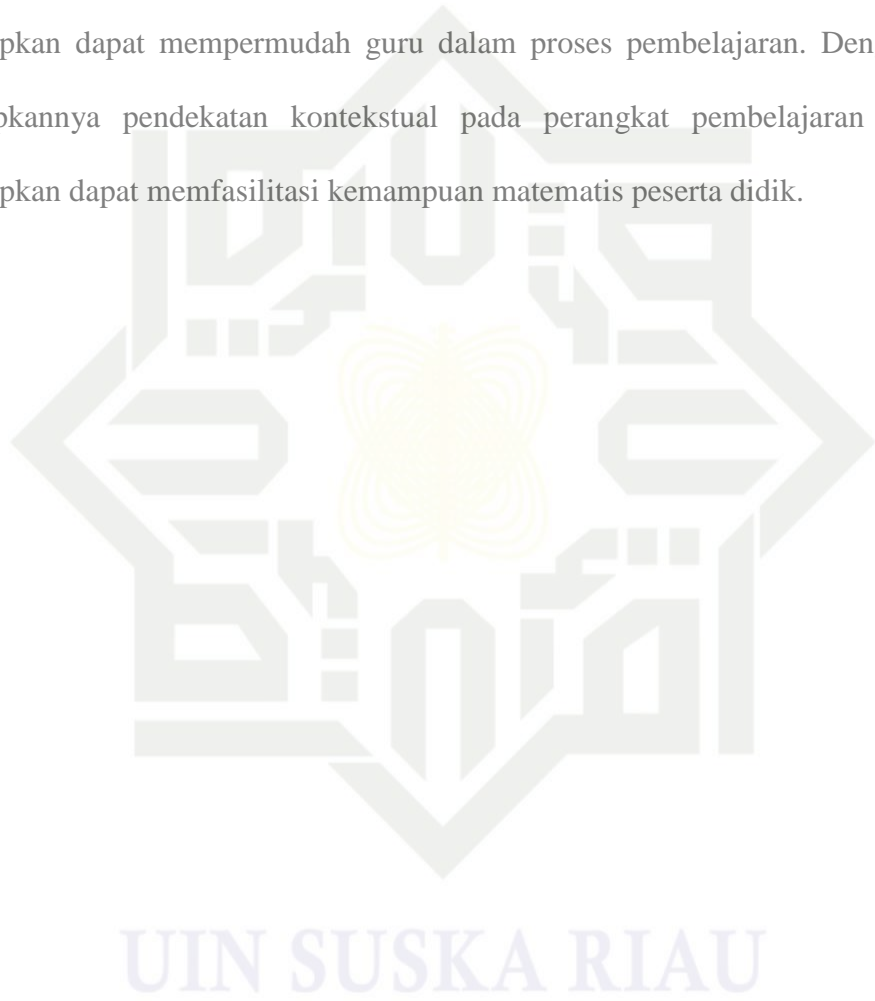 pkan dapat mempermudah guru dalam proses pembelajaran. Den
pkannya pendekatan kontekstual pada perangkat pembelajaran
pkan dapat memfasilitasi kemampuan matematis peserta didik.
UIN SUSKA RIAU